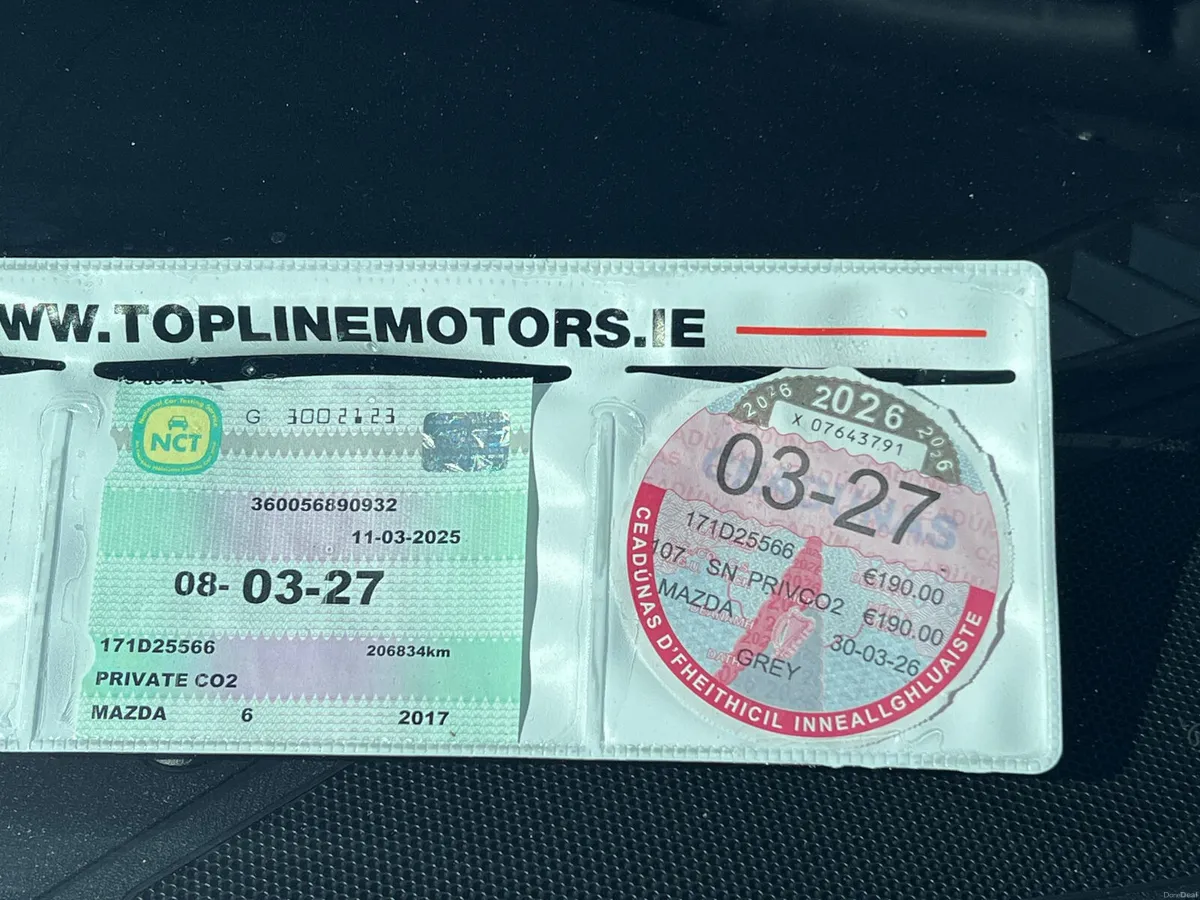 WW.TOPLINEMOTORS.IE
NCT
G 3002123
360056890932
11-03-2025
08- 03-27
171D25566 206834km
PRIVATE CO2
MAZDA 6 2017
2026 2026 2026
X 07643791
03-27
171D25566
€190.00
107 SN PRIVCO2
€190.00
MAZDA
30-03-26
GREY
CEADÚNAS D'FHEITHICIL INNEALLGHLUAISTE
DoneDeal